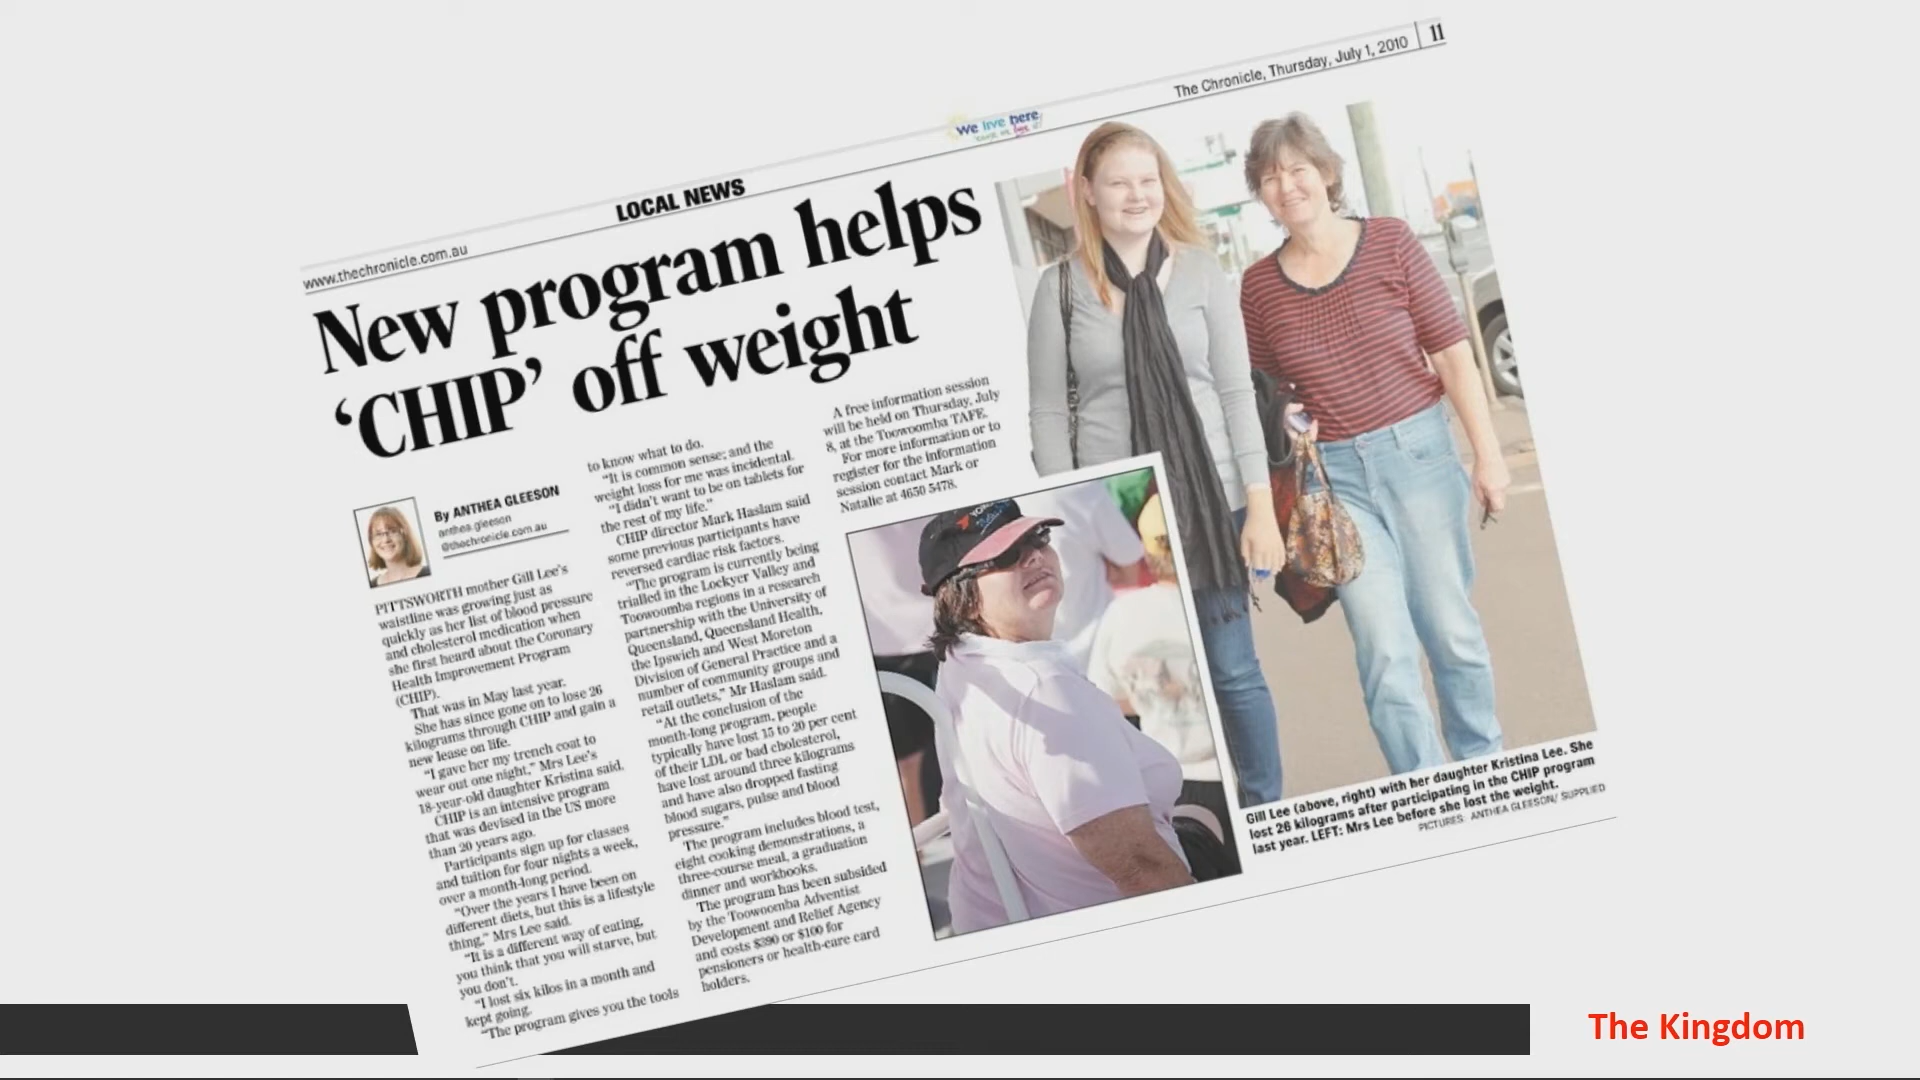 The Chronicle, Thursday, July 1, 2010 11
We live here
LOCAL NEWS
www.thechronicle.com.au
New program helps
‘CHIP’ off weight
By ANTHEA GLEESON
anthea.gleeson
@thechronicle.com.au
PITTSWORTH mother Gill Lee’s
waistline was growing just as
quickly as her list of blood pressure
and cholesterol medication when
she first heard about the Coronary
Health Improvement Program
(CHIP).
That was in May last year.
She has since gone on to lose 26
kilograms through CHIP and gain a
new lease on life.
“I gave her my trench coat to
wear out one night,” Mrs Lee’s
18-year-old daughter Kristina said.
CHIP is an intensive program
that was devised in the US more
than 20 years ago.
Participants sign up for classes
and tuition for four nights a week,
over a month-long period.
“Over the years I have been on
different diets, but this is a lifestyle
thing,” Mrs Lee said.
“It is a different way of eating,
you think that you will starve, but
you don’t.
“I lost six kilos in a month and
kept going.
“The program gives you the tools
to know what to do.
“It is common sense; and the
weight loss for me was incidental.
“I didn’t want to be on tablets for
the rest of my life.”
CHIP director Mark Haslam said
some previous participants have
reversed cardiac risk factors.
“The program is currently being
trialled in the Lockyer Valley and
Toowoomba regions in a research
partnership with the University of
Queensland, Queensland Health,
the Ipswich and West Moreton
Division of General Practice and a
number of community groups and
retail outlets,” Mr Haslam said.
“At the conclusion of the
month-long program, people
typically have lost 15 to 20 per cent
of their LDL or bad cholesterol,
have lost around three kilograms
and have also dropped fasting
blood sugars, pulse and blood
pressure.”
The program includes blood test,
eight cooking demonstrations, a
three-course meal, a graduation
dinner and workbooks.
The program has been subsided
by the Toowoomba Adventist
Development and Relief Agency
and costs $390 or $100 for
pensioners or health-care card
holders.
A free information session
will be held on Thursday, July
8, at the Toowoomba TAFE.
For more information or to
register for the information
session contact Mark or
Natalie at 4650 5478.
Gill Lee (above, right) with her daughter Kristina Lee. She
lost 26 kilograms after participating in the CHIP program
last year. LEFT: Mrs Lee before she lost the weight.
PICTURES: ANTHEA GLEESON/ SUPPLIED
The Kingdom